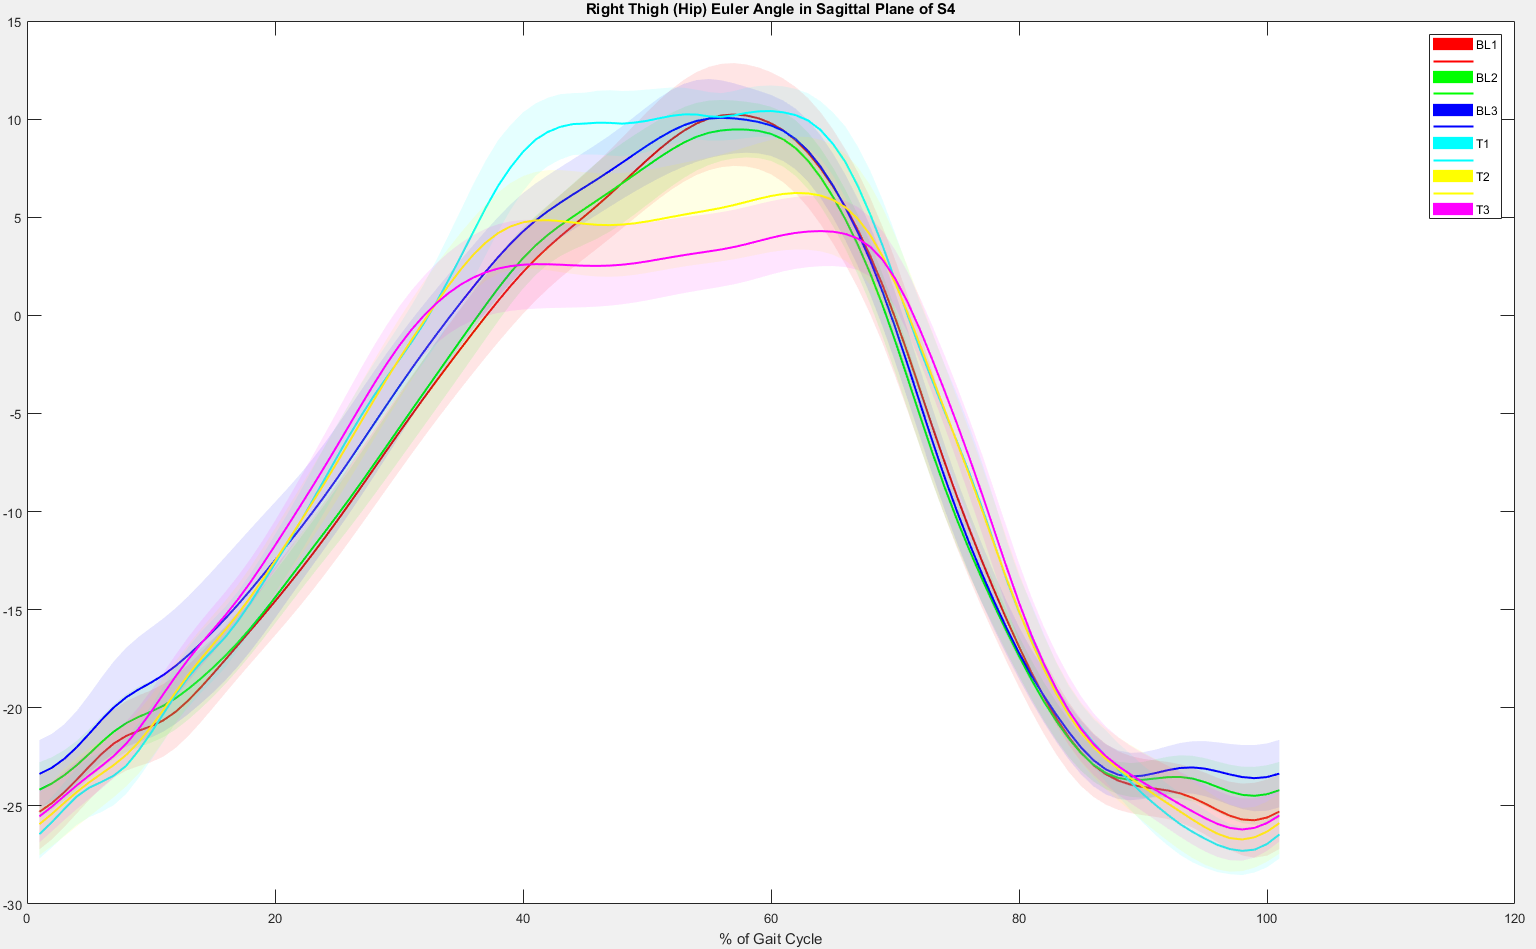 Right Thigh (Hip) Euler Angle in Sagittal Plane of S4
15
10
5
0
-5
-10
-15
-20
-25
-30
BL1
BL2
BL3
T1
T2
T3
0 20 40 60 80 100 120
% of Gait Cycle